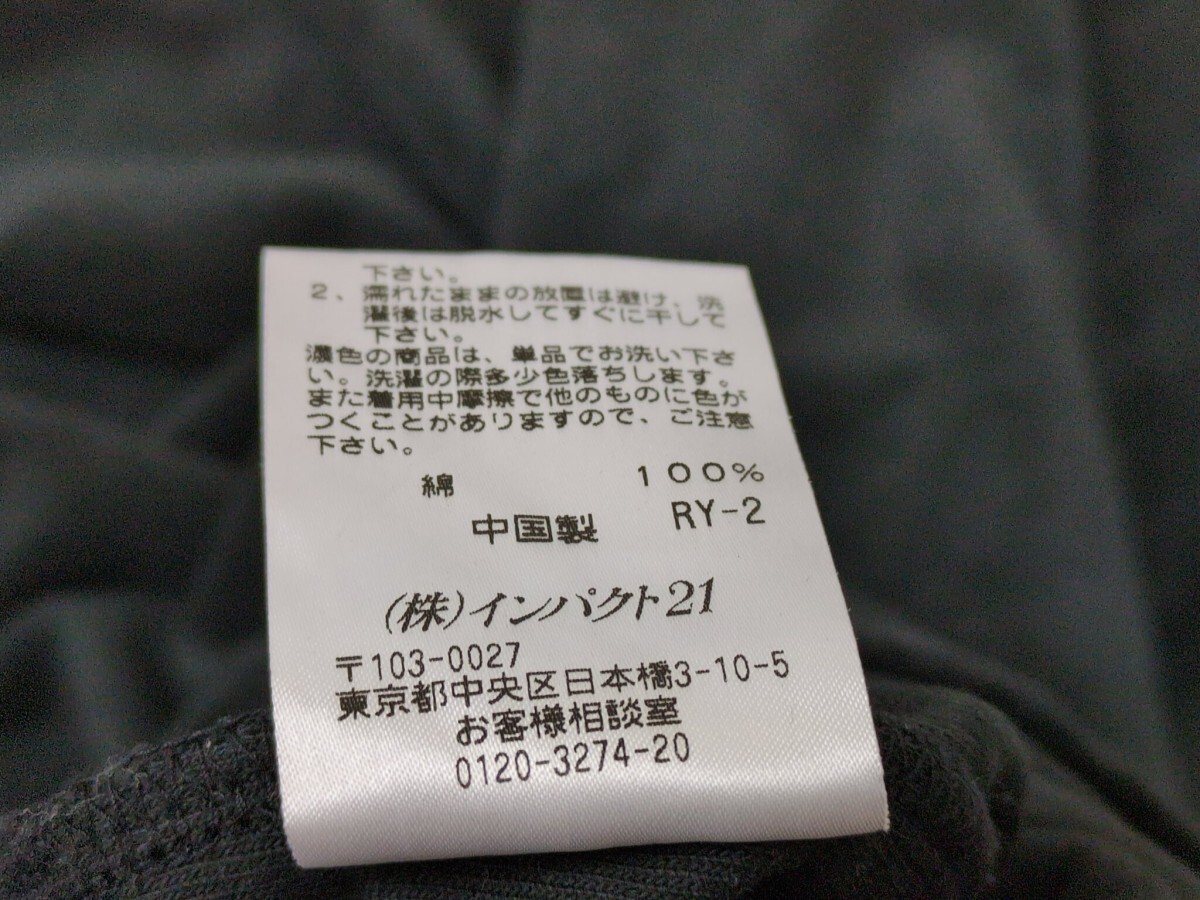 下さい。
2、濡れたままの放置は避け、洗
濯後は脱水してすぐに干して
下さい。
濃色の商品は、単品でお洗い下さ
い。洗濯の際多少色落ちします。
また着用中摩擦で他のものに色が
つくことがありますので、ご注意
下さい。
綿 100%
中国製 RY-2
(株)インパクト21
〒103-0027
東京都中央区日本橋3-10-5
お客様相談室
0120-3274-20